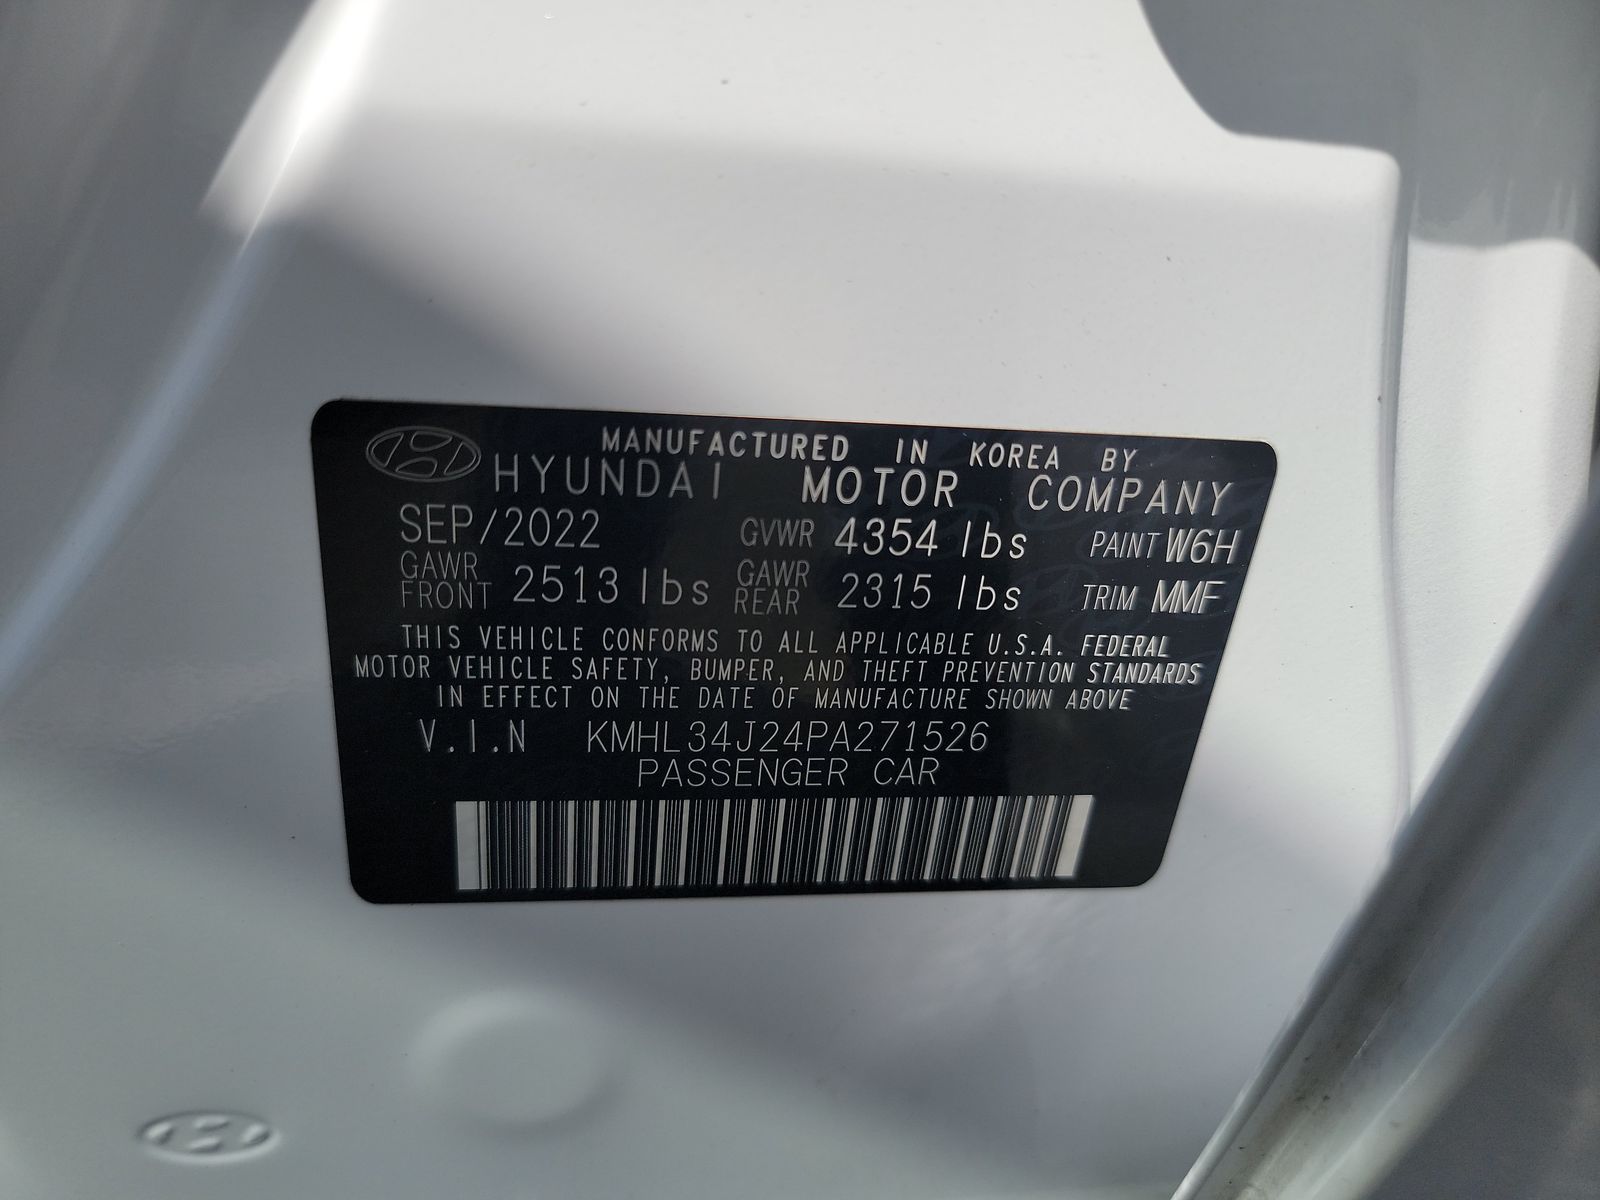 MANUFACTURED IN KOREA BY
HYUNDAI MOTOR COMPANY
SEP/2022 GVWR 4354 lbs PAINT W6H
GAWR FRONT 2513 lbs GAWR REAR 2315 lbs TRIM MMF
THIS VEHICLE CONFORMS TO ALL APPLICABLE U.S.A. FEDERAL
MOTOR VEHICLE SAFETY, BUMPER, AND THEFT PREVENTION STANDARDS
IN EFFECT ON THE DATE OF MANUFACTURE SHOWN ABOVE
V.I.N KMHL34J24PA271526
PASSENGER CAR